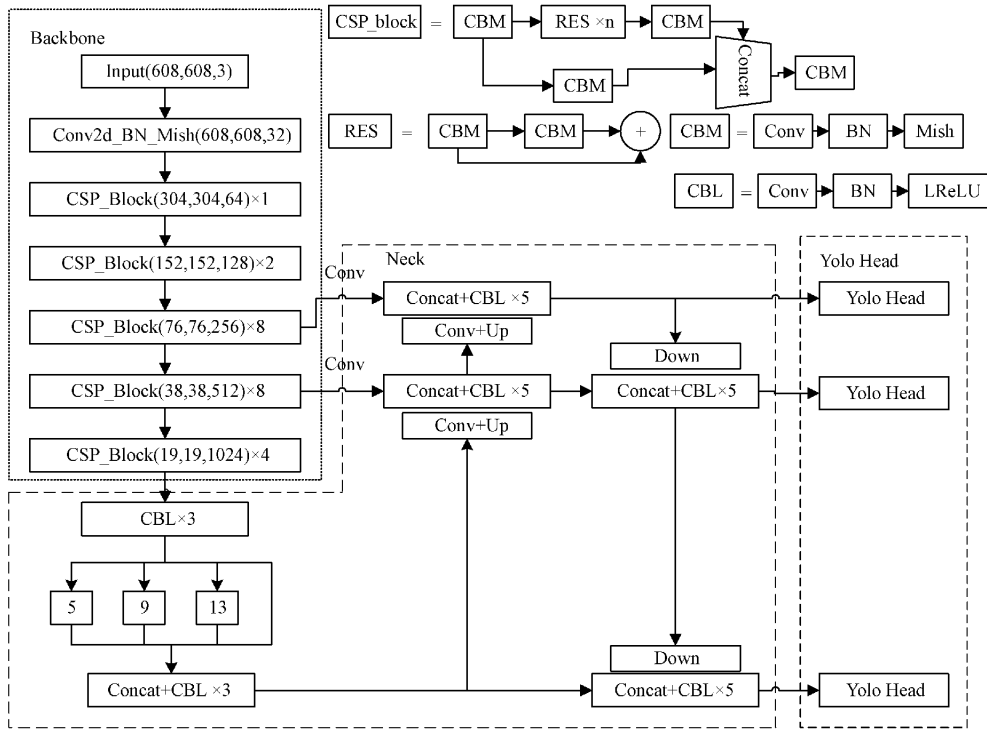 Backbone
Input(608,608,3)
Conv2d_BN_Mish(608,608,32)
CSP_Block(304,304,64)×1
CSP_Block(152,152,128)×2
CSP_Block(76,76,256)×8
CSP_Block(38,38,512)×8
CSP_Block(19,19,1024)×4
CSP_block = CBM RES ×n CBM
CBM
Concat
CBM
RES = CBM CBM +
CBM = Conv BN Mish
CBL = Conv BN LReLU
Neck
Conv
Concat+CBL ×5
Conv+Up
Down
Conv
Concat+CBL ×5
Concat+CBL×5
Conv+Up
CBL×3
5 9 13
Concat+CBL ×3
Down
Concat+CBL×5
Yolo Head
Yolo Head
Yolo Head
Yolo Head